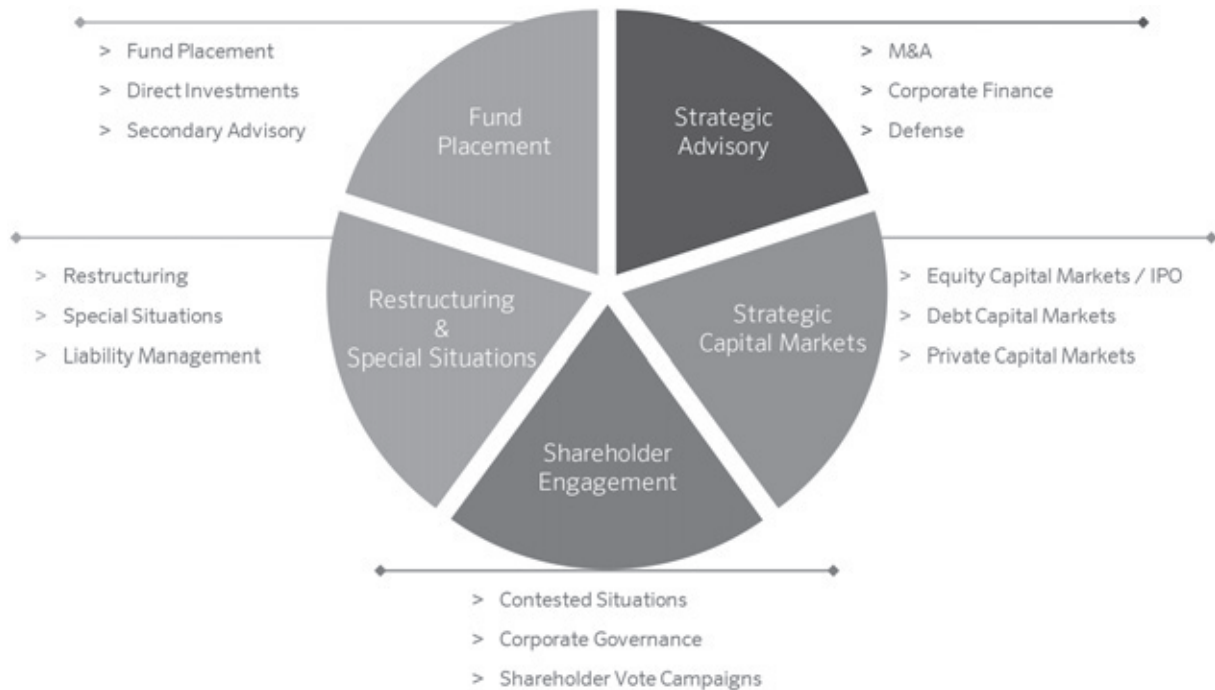 > Fund Placement
> Direct Investments
> Secondary Advisory
Fund
Placement
Strategic
Advisory
> M&A
> Corporate Finance
> Defense
> Restructuring
> Special Situations
> Liability Management
Restructuring
&
Special Situations
Strategic
Capital Markets
> Equity Capital Markets / IPO
> Debt Capital Markets
> Private Capital Markets
Shareholder
Engagement
> Contested Situations
> Corporate Governance
> Shareholder Vote Campaigns